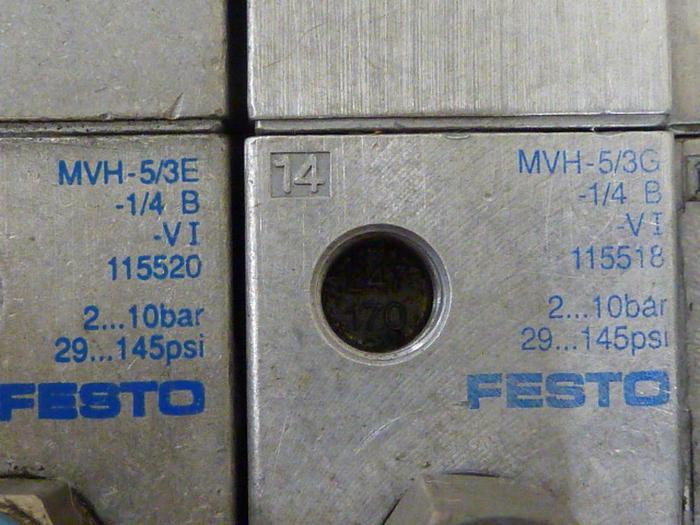 MVH-5/3E
-1/4 B
-VI
115520
2...10bar
29...145psi
FESTO
14
MVH-5/3G
-1/4 B
-VI
115518
2...10bar
29...145psi
FESTO
170